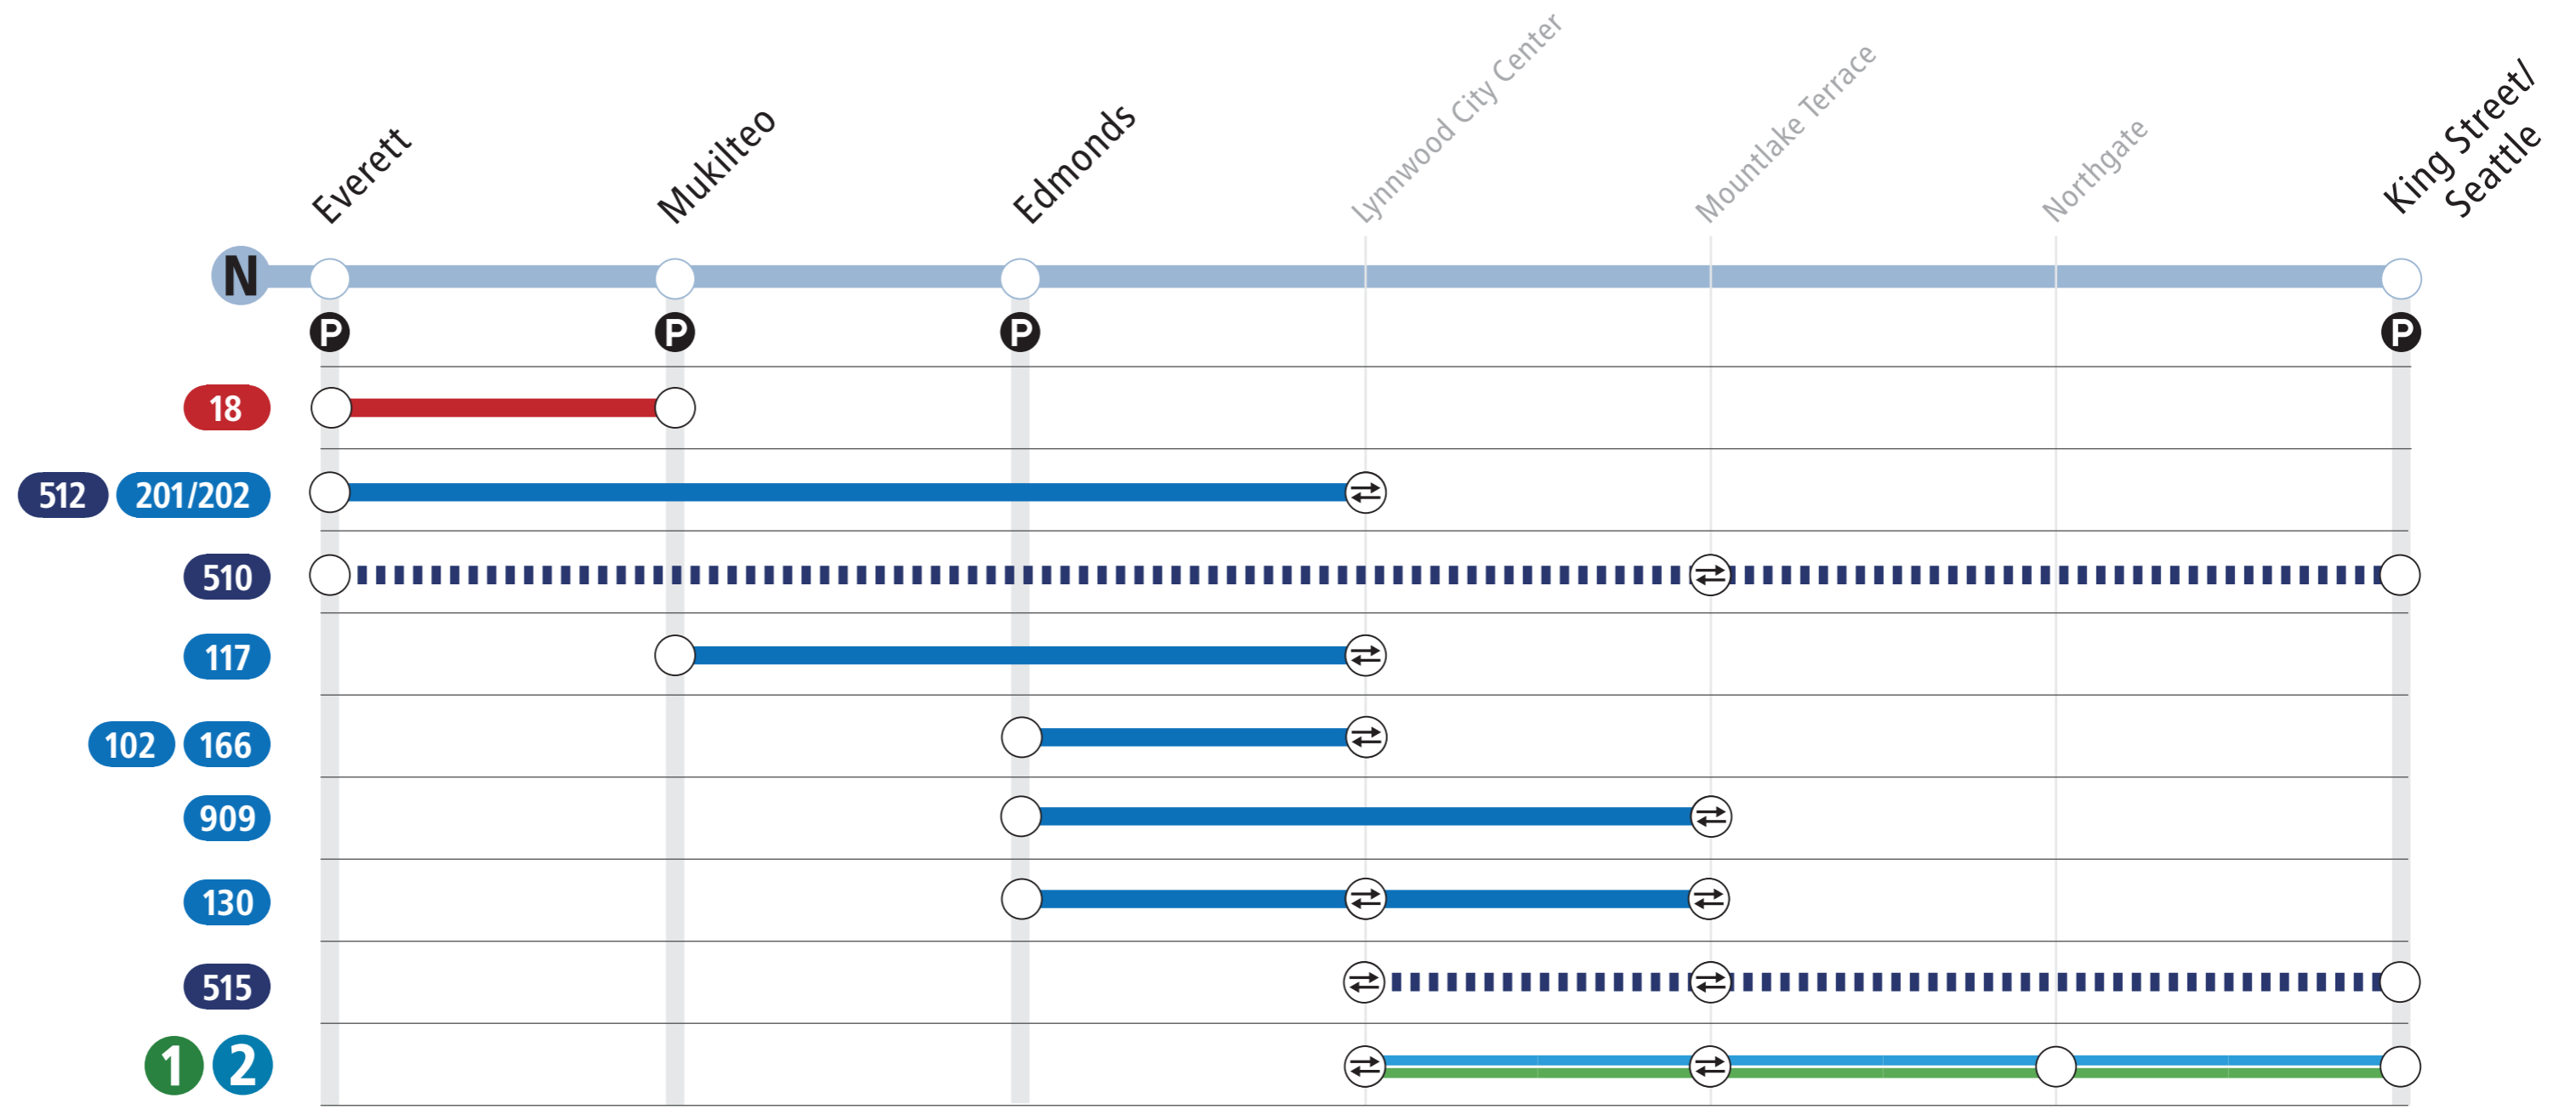 Everett
Mukilteo
Edmonds
Lynnwood City Center
Mountlake Terrace
Northgate
King Street/
Seattle
N
P P P P
18
512 201/202
510
117
102 166
909
130
515
1 2